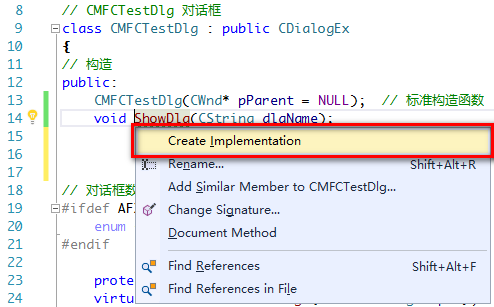 8 // CMFCTestDlg 对话框
9 class CMFCTestDlg : public CDialogEx
10 {
11 // 构造
12 public:
13 CMFCTestDlg(CWnd* pParent = NULL); // 标准构造函数
14 void ShowDlg(CString dlgName);
15 Create Implementation
16 Rename... Shift+Alt+R
17 Add Similar Member to CMFCTestDlg...
18 // 对话框数
Change Signature...
19 #ifdef AF
20 enum
Document Method
21 #endif
22
Find References Shift+Alt+F
23 prote
Find References in File
24 virtu